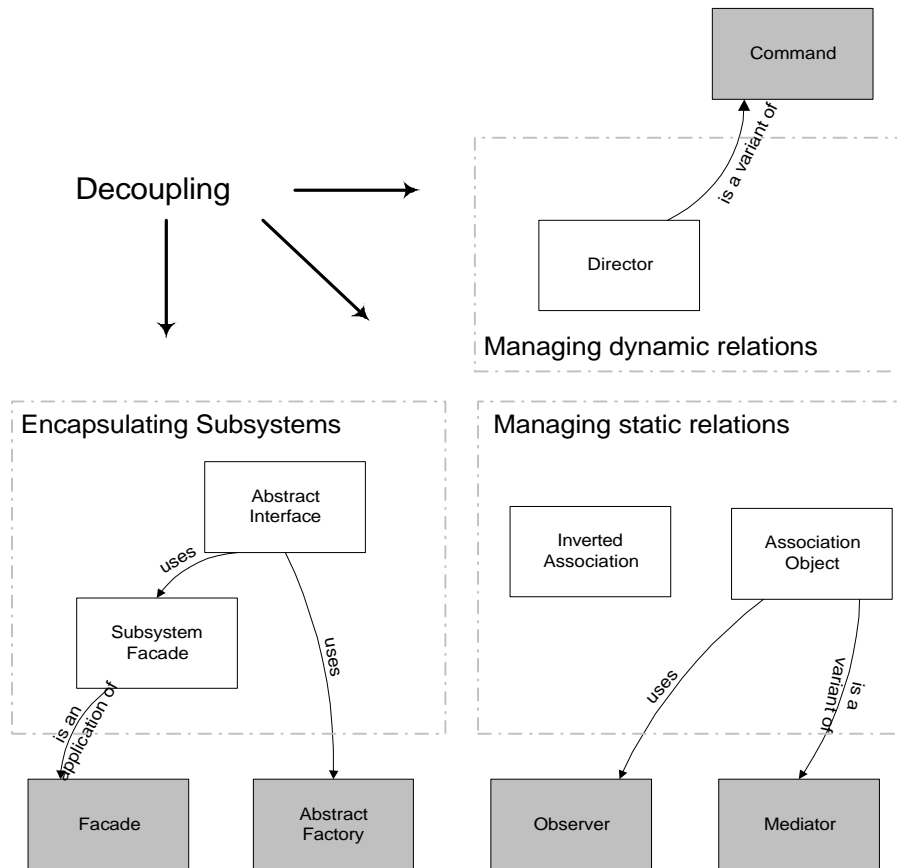 Command
is a variant of
Decoupling
Director
Managing dynamic relations
Encapsulating Subsystems
Managing static relations
Abstract
Interface
Inverted
Association
Association
Object
uses
Subsystem
Facade
uses
uses
is a
variant of
is an
application of
Facade
Abstract
Factory
Observer
Mediator